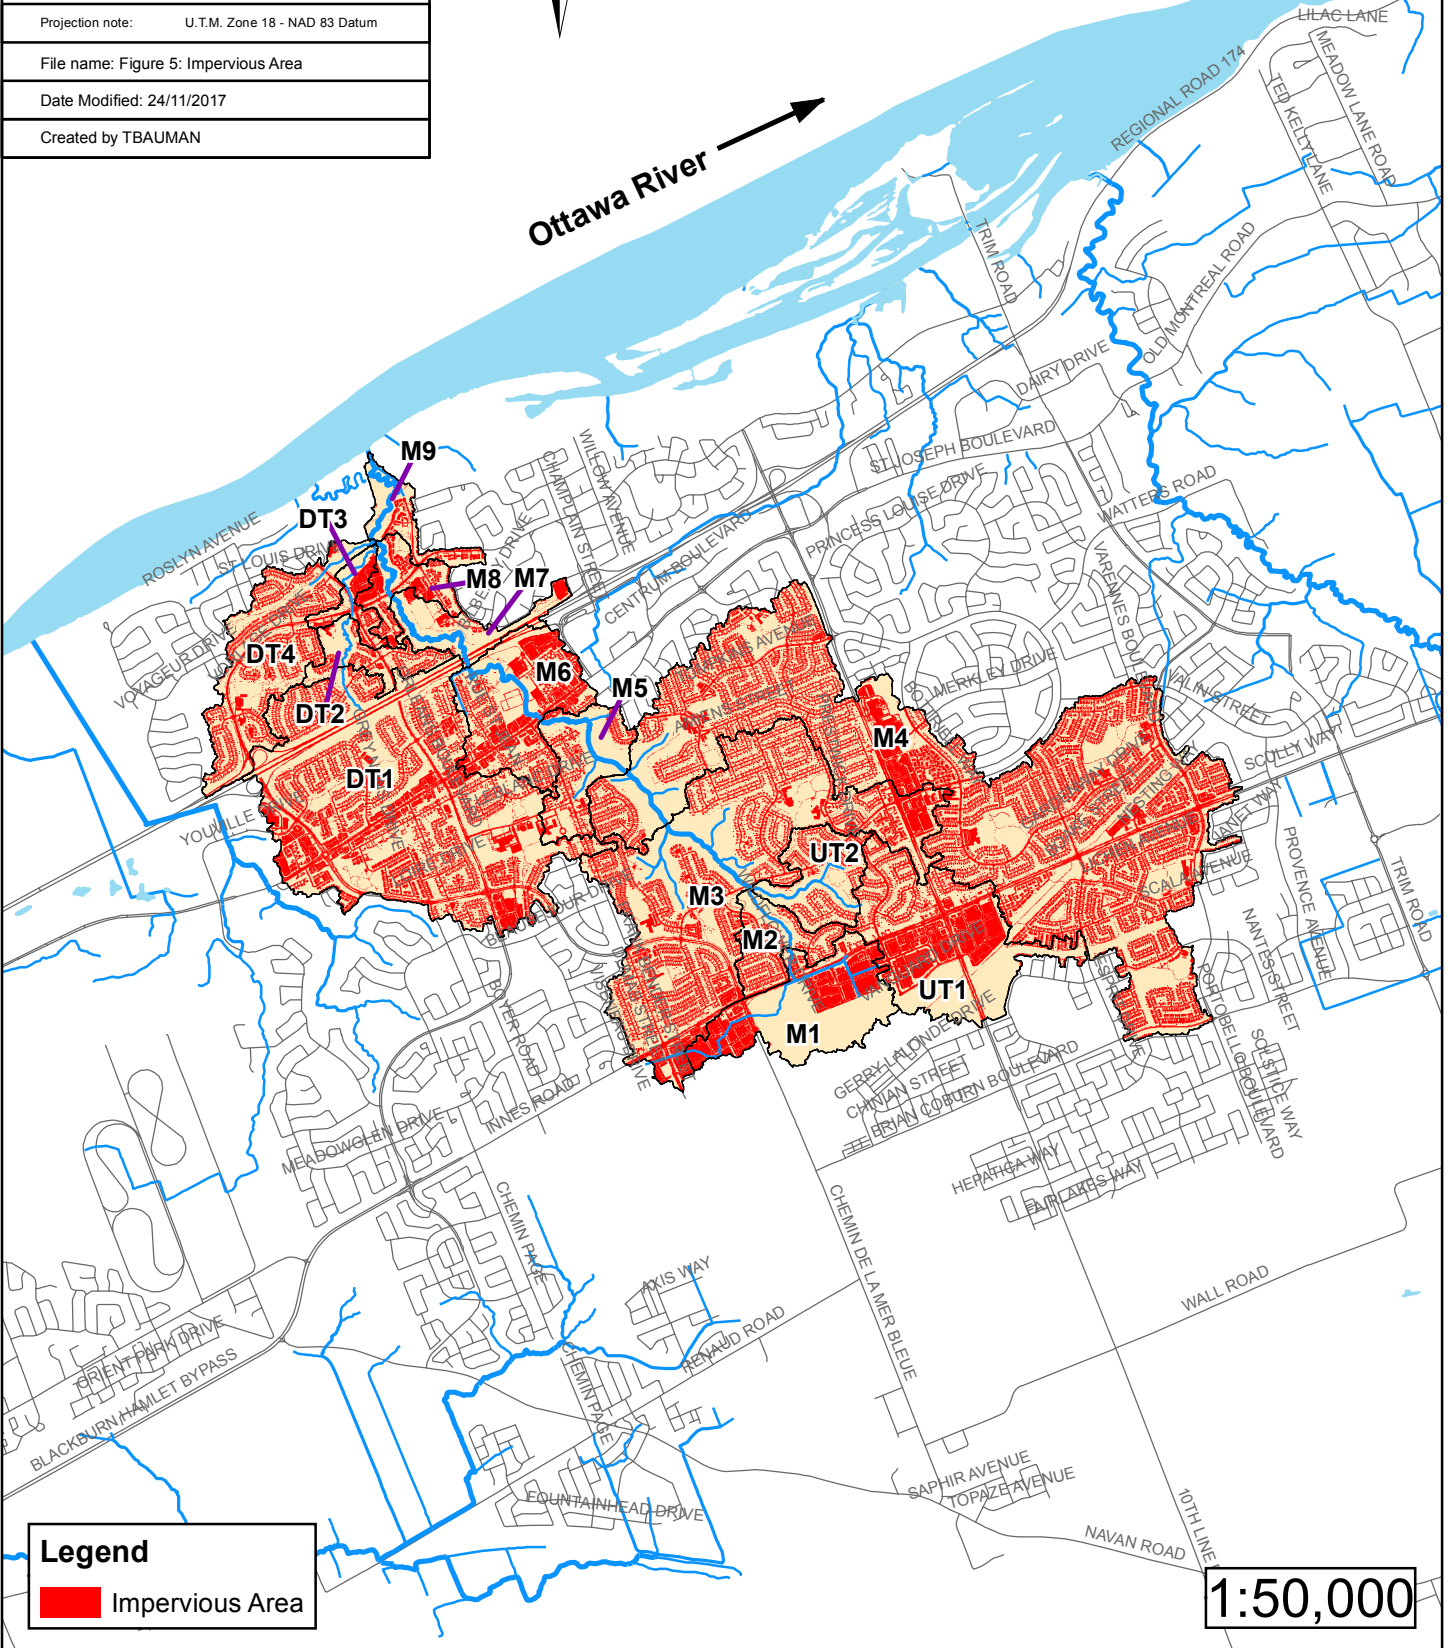 Projection note: U.T.M. Zone 18 - NAD 83 Datum
File name: Figure 5: Impervious Area
Date Modified: 24/11/2017
Created by TBAUMAN
LILAC LANE
REGIONAL ROAD 174
TED KELLY LANE
MEADOW LANE ROAD
Ottawa River
TRIM ROAD
OLD MONTREAL ROAD
DAIRY DRIVE
ST JOSEPH BOULEVARD
WILLOW AVENUE
CHAMPLAIN STREET
M9
DT3
ROSLYN AVENUE
ST LOUIS DRIVE
PRINCESS LOUISE DRIVE
WATTERS ROAD
CENTRUM BOULEVARD
M8
M7
VOYAGEUR DRIVE
DT4
M6
M5
DT2
MERKLEY DRIVE
VALIN STREET
M4
SCULLY WAY
DT1
YOUVILLE
UT2
M3
SCALA AVENUE
PROVENCE AVENUE
TRIM ROAD
NANTES STREET
M2
UT1
M1
BOYER ROAD
INNES ROAD
MEADOWGLEN DRIVE
GERRY LALONDE DRIVE
CHINIAN STREET
BRIAN COBURN BOULEVARD
PORTOBELLO BOULEVARD
SOLSTICE WAY
HEPATICA WAY
CHEMIN PAGE
CHEMIN DE LA MER BLEUE
AXIS WAY
RENAUD ROAD
WALL ROAD
ORIENT PARK DRIVE
BLACKBURN HAMLET BYPASS
CHEMIN PAGE
FOUNTAINHEAD DRIVE
SAPHIR AVENUE
TOPAZE AVENUE
NAVAN ROAD
10TH LINE
Legend
Impervious Area
1:50,000